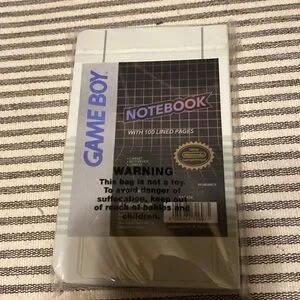 GAME BOY
NOTEBOOK
WITH 100 LINED PAGES
WARNING
This bag is not a toy.
To avoid danger of
suffocation, keep out
of reach of babies and
children.